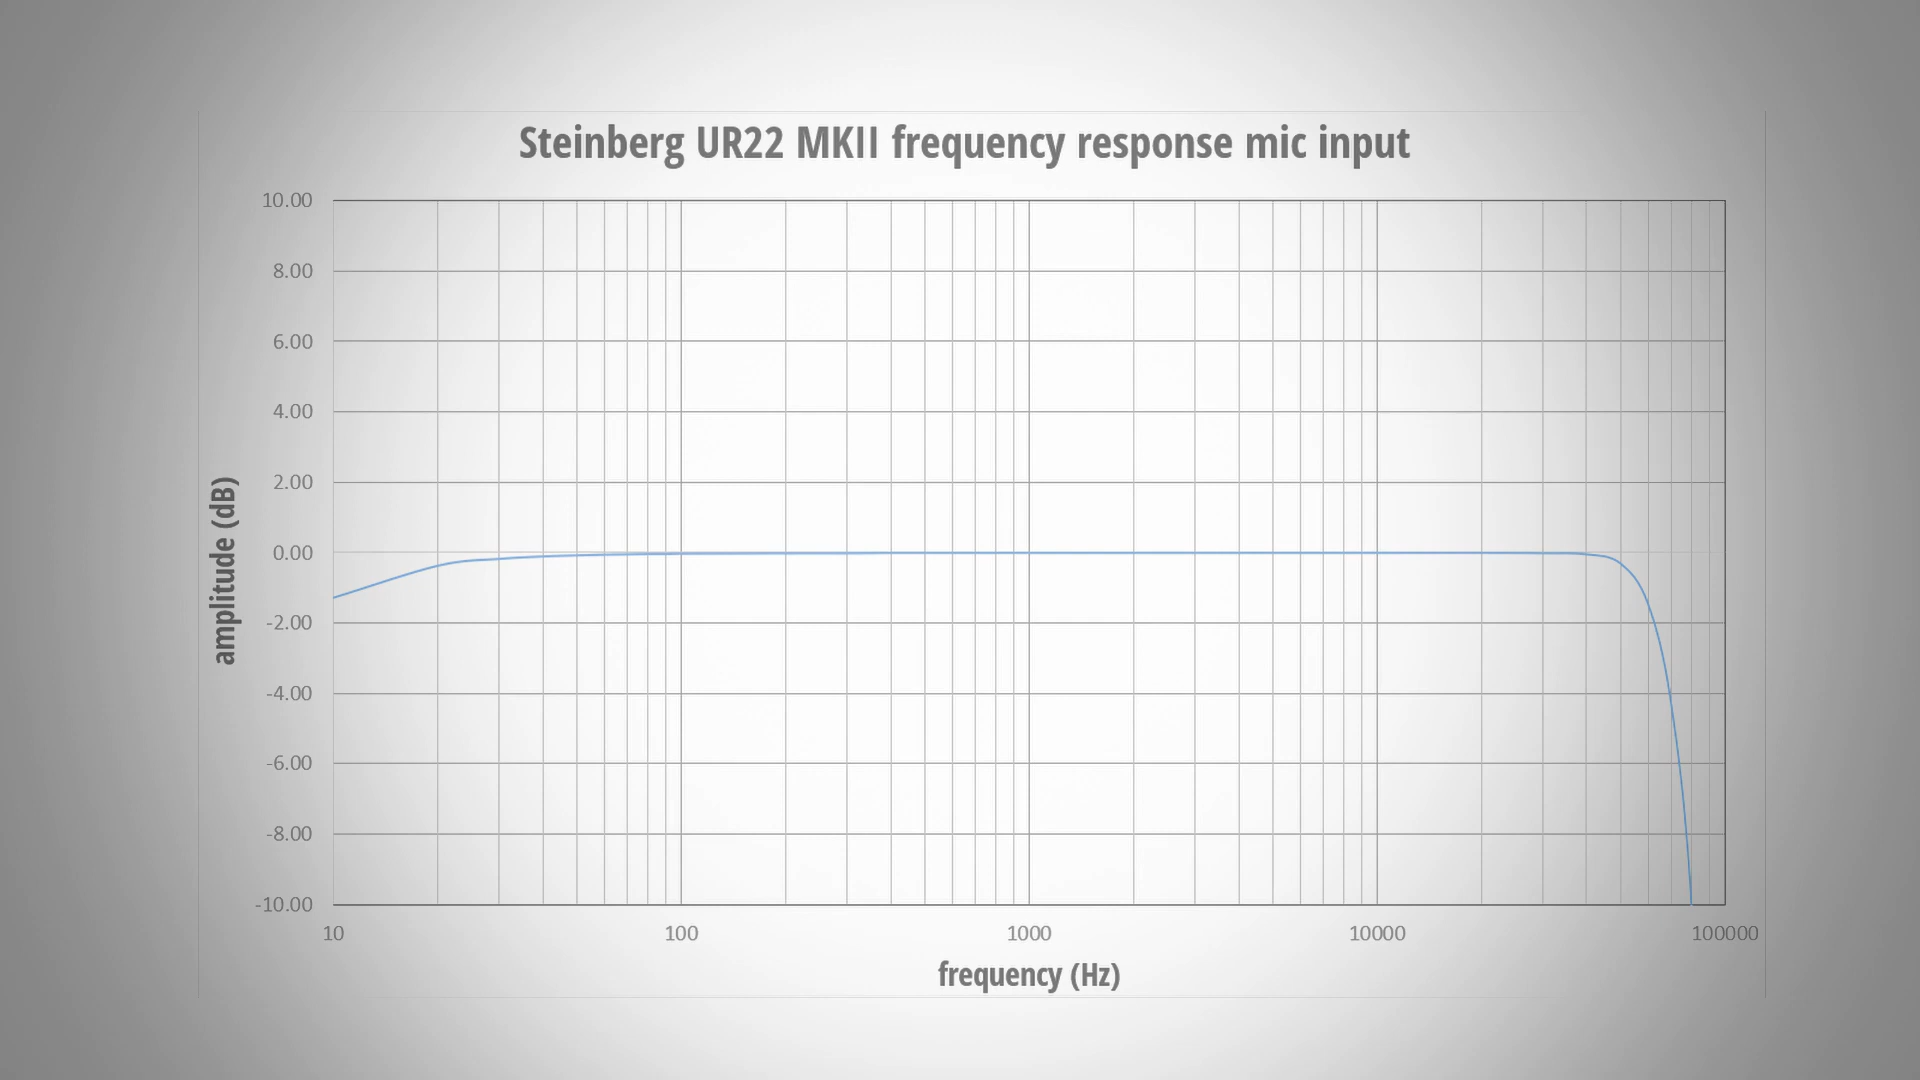 Steinberg UR22 MKII frequency response mic input
10.00
8.00
6.00
4.00
2.00
0.00
-2.00
-4.00
-6.00
-8.00
-10.00
amplitude (dB)
10 100 1000 10000 100000
frequency (Hz)